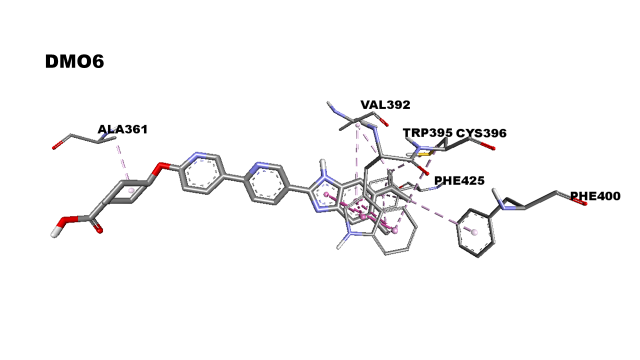 DMO6
VAL392
ALA361
TRP395 CYS396
PHE425
PHE400